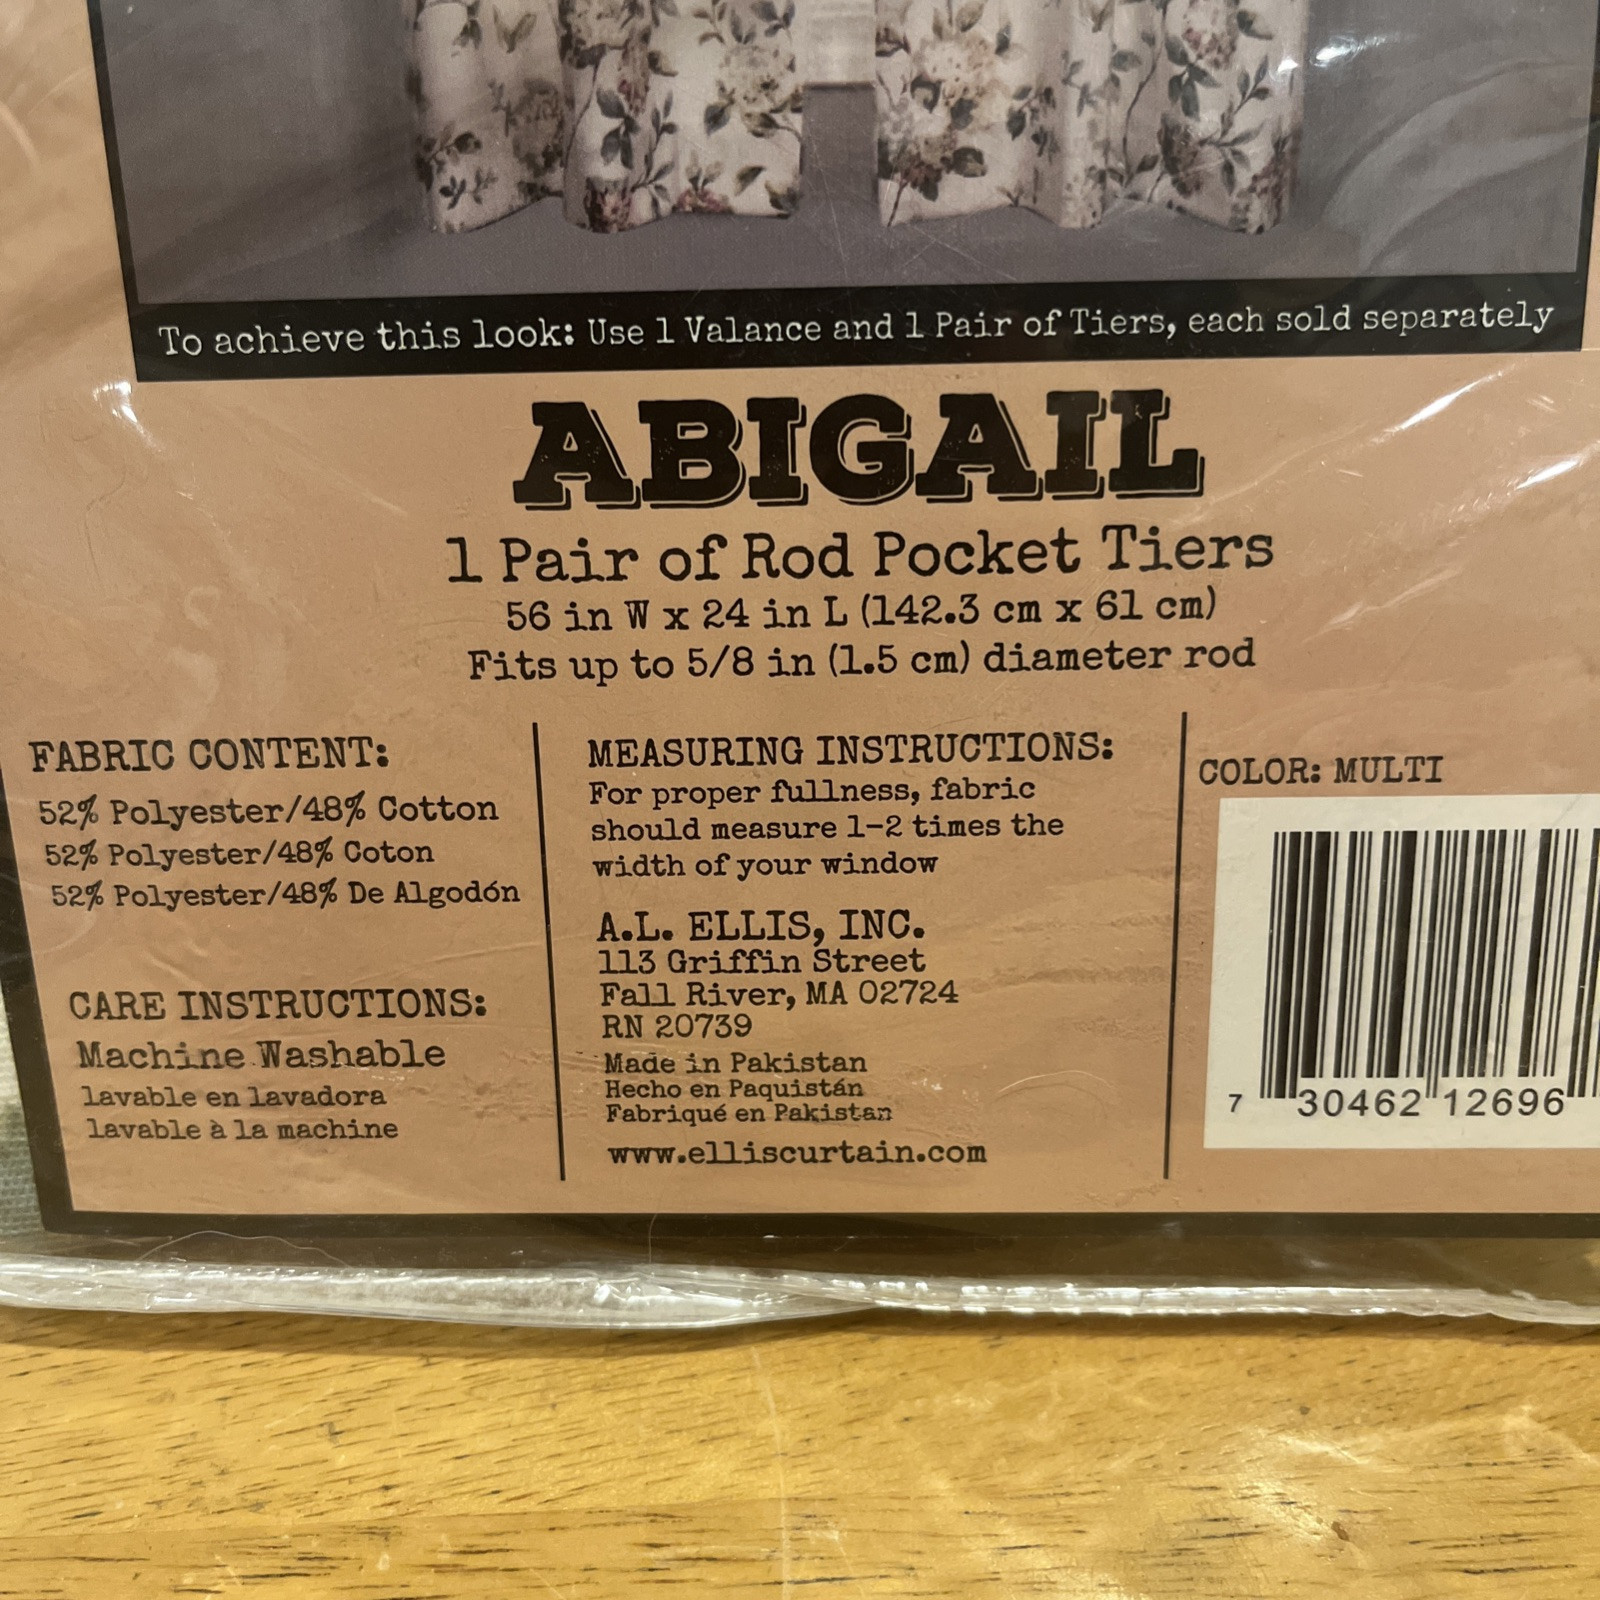 To achieve this look: Use 1 Valance and 1 Pair of Tiers, each sold separately
ABIGAIL
1 Pair of Rod Pocket Tiers
56 in W x 24 in L (142.3 cm x 61 cm)
Fits up to 5/8 in (1.5 cm) diameter rod
FABRIC CONTENT:
52% Polyester/48% Cotton
52% Polyester/48% Coton
52% Polyester/48% De Algodón
CARE INSTRUCTIONS:
Machine Washable
lavable en lavadora
lavable à la machine
MEASURING INSTRUCTIONS:
For proper fullness, fabric
should measure 1-2 times the
width of your window
A.L. ELLIS, INC.
113 Griffin Street
Fall River, MA 02724
RN 20739
Made in Pakistan
Hecho en Paquistán
Fabriqué en Pakistan
www.elliscurtain.com
COLOR: MULTI
7 30462 12696